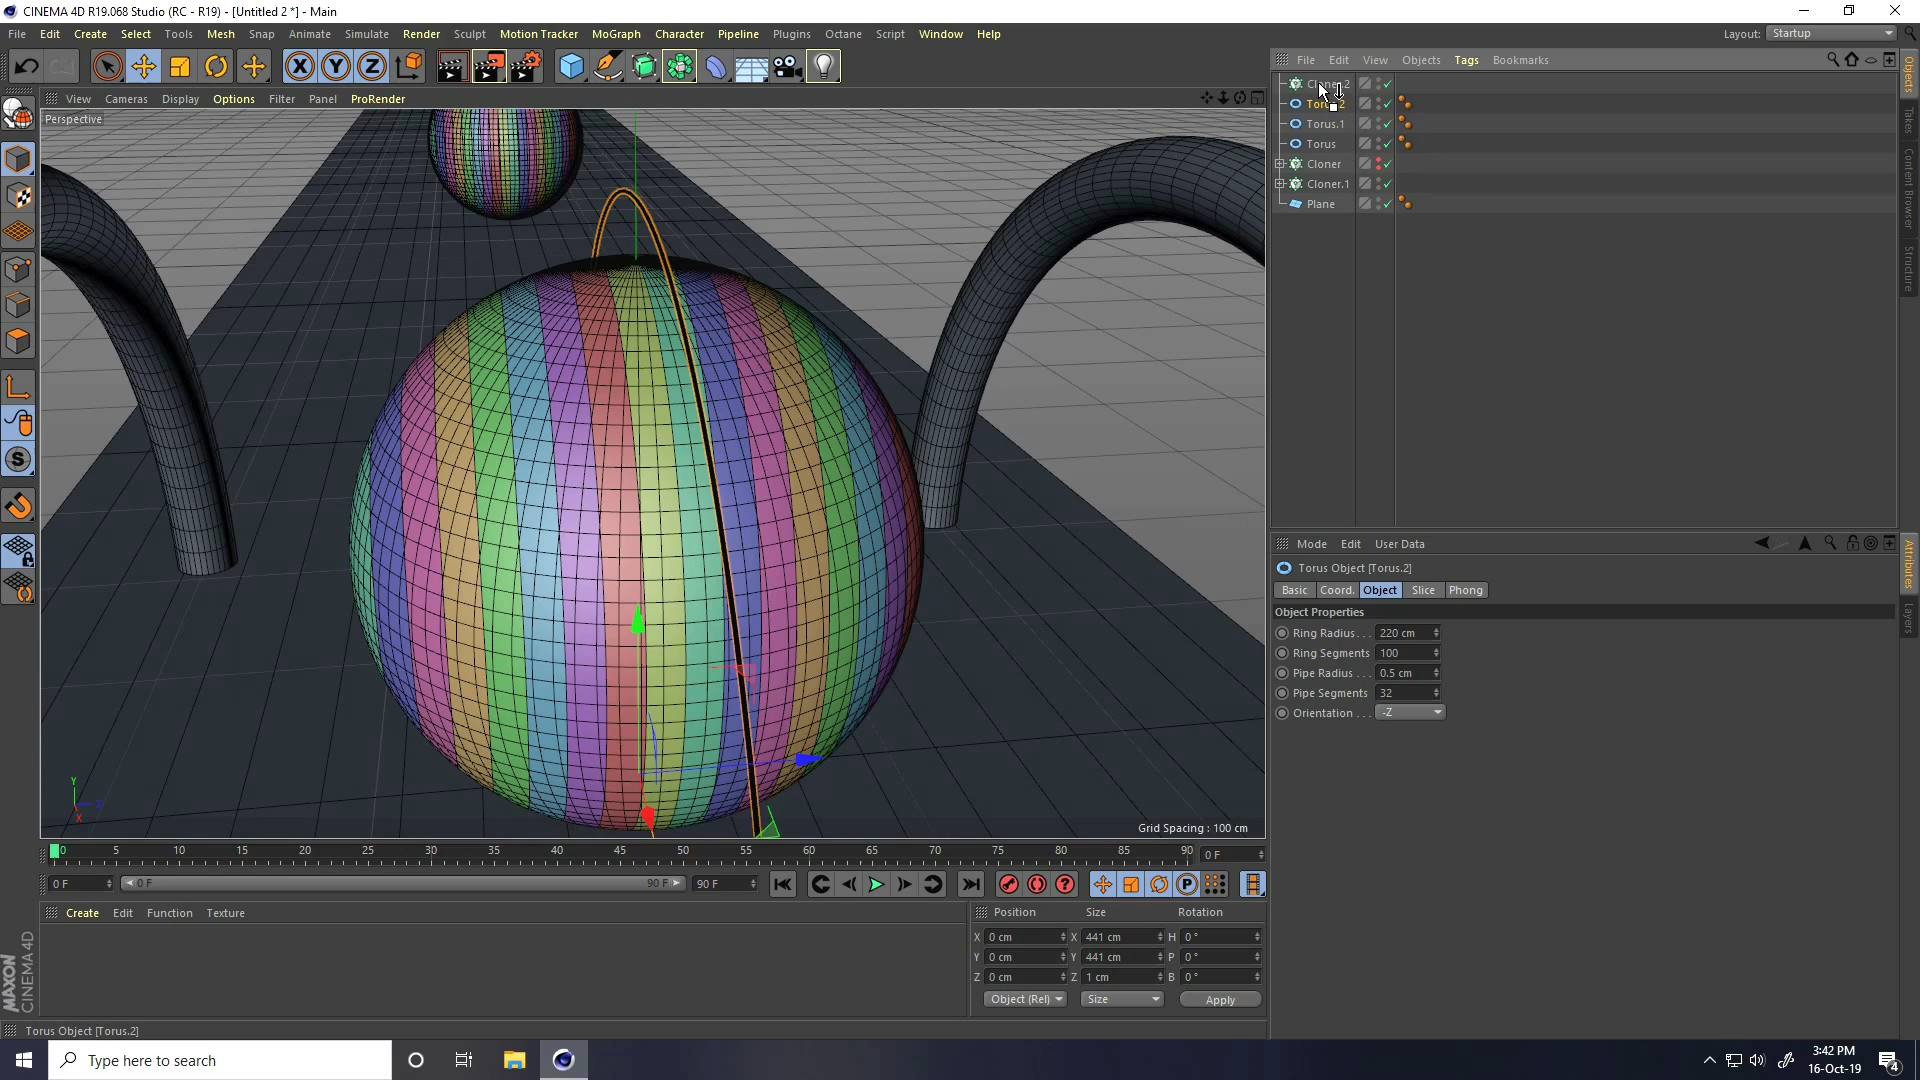 CINEMA 4D R19.068 Studio (RC - R19) - [Untitled 2 *] - Main
File Edit Create Select Tools Mesh Snap Animate Simulate Render Sculpt Motion Tracker MoGraph Character Pipeline Plugins Octane Script Window Help
Layout: Startup
File Edit View Objects Tags Bookmarks
View Cameras Display Options Filter Panel ProRender
Perspective
Torus.1
Torus
Cloner
Cloner.1
Plane
Objects
Takes
Content Browser
Structure
Mode Edit User Data
Torus Object [Torus.2]
Basic Coord. Object Slice Phong
Object Properties
Ring Radius . . . 220 cm
Ring Segments 100
Pipe Radius . . . 0.5 cm
Pipe Segments 32
Orientation . . . -Z
Attributes
Layers
Y
X
Grid Spacing : 100 cm
0 5 10 15 20 25 30 35 40 45 50 55 60 65 70 75 80 85 90
0 F
0 F 0 F 90 F 90 F
Create Edit Function Texture
Position Size Rotation
X 0 cm X 441 cm H 0 °
Y 0 cm Y 441 cm P 0 °
Z 0 cm Z 1 cm B 0 °
Object (Rel) Size Apply
MAXON
CINEMA 4D
Torus Object [Torus.2]
Type here to search
3:42 PM
16-Oct-19
4